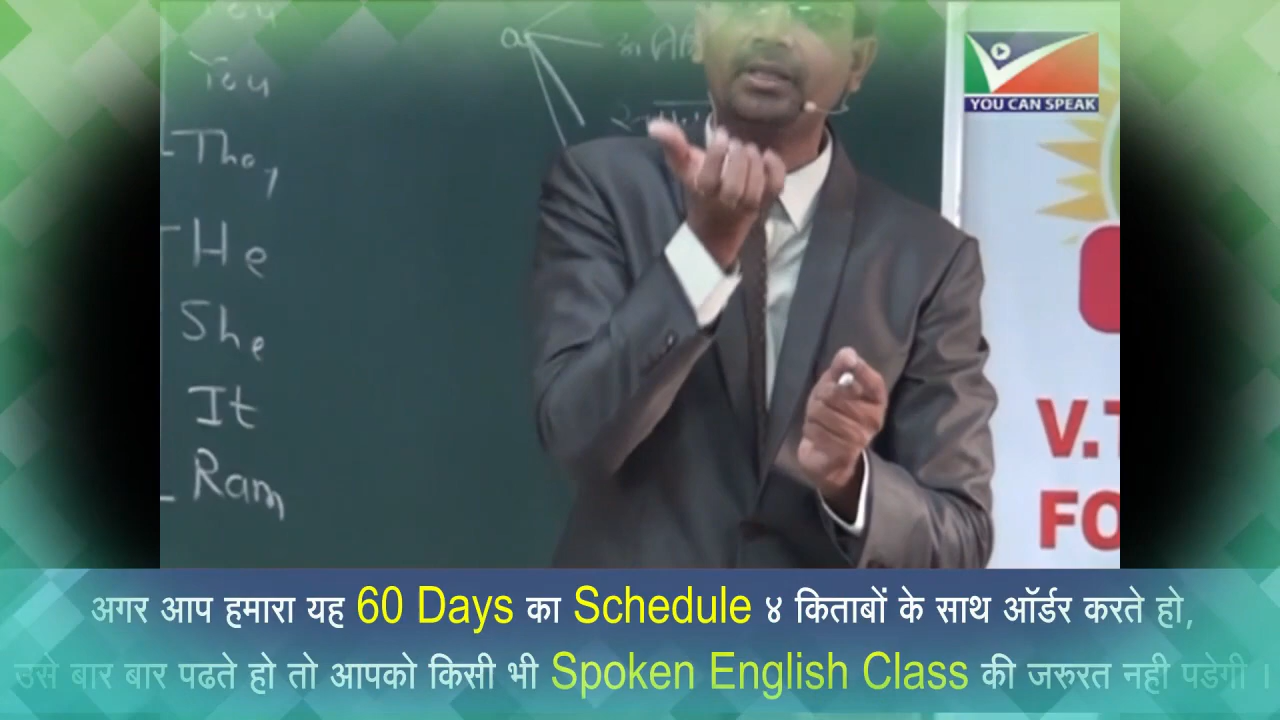 You
You
They
He
She
It
Ram
a
YOU CAN SPEAK
अगर आप हमारा यह 60 Days का Schedule ४ किताबों के साथ ऑर्डर करते हो,
उसे बार बार पढते हो तो आपको किसी भी Spoken English Class की जरुरत नही पडेगी ।